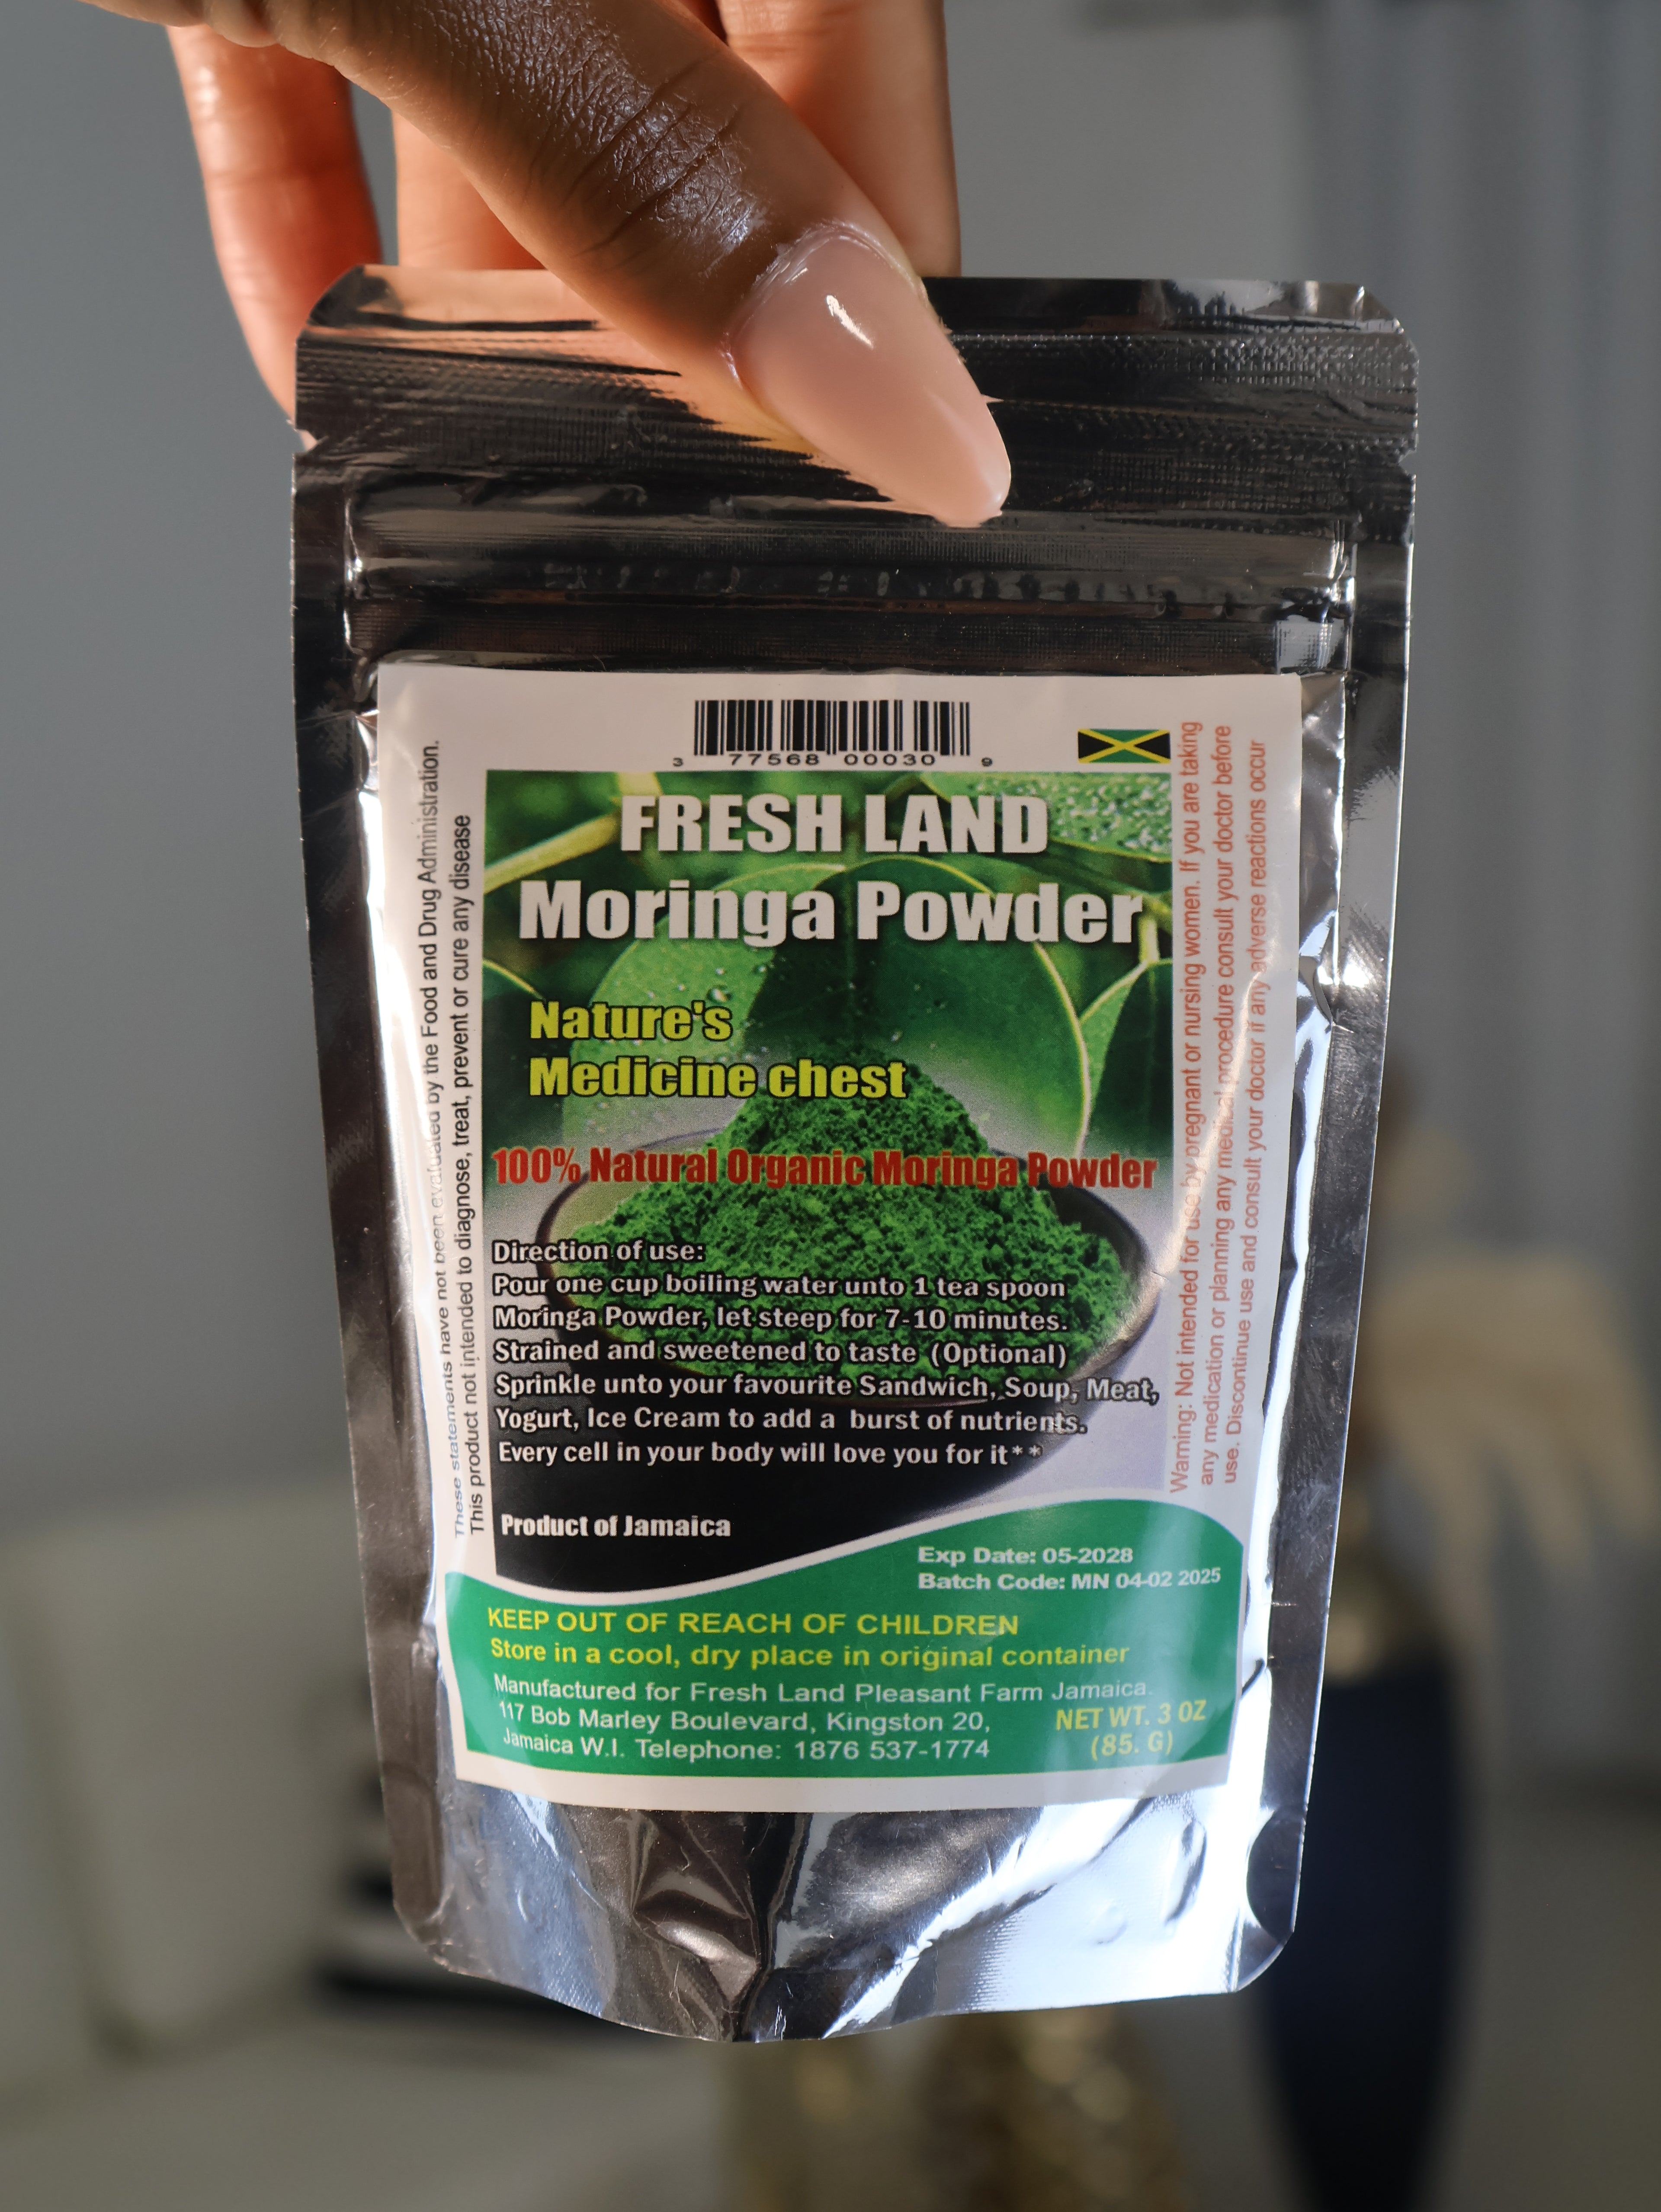 3 77568 00030 9
FRESH LAND
Moringa Powder
Nature's
Medicine chest
100% Natural Organic Moringa Powder
Direction of use:
Pour one cup boiling water unto 1 tea spoon
Moringa Powder, let steep for 7-10 minutes.
Strained and sweetened to taste (Optional)
Sprinkle unto your favourite Sandwich, Soup, Meat,
Yogurt, Ice Cream to add a burst of nutrients.
Every cell in your body will love you for it**
Product of Jamaica
Exp Date: 05-2028
Batch Code: MN 04-02 2025
KEEP OUT OF REACH OF CHILDREN
Store in a cool, dry place in original container
Manufactured for Fresh Land Pleasant Farm Jamaica.
117 Bob Marley Boulevard, Kingston 20,
Jamaica W.I. Telephone: 1876 537-1774
NET WT. 3 OZ
(85. G)
These statements have not been evaluated by the Food and Drug Administration.
This product not intended to diagnose, treat, prevent or cure any disease
Warning: Not intended for use by pregnant or nursing women. If you are taking
any medication or planning any medical procedure consult your doctor before
use. Discontinue use and consult your doctor if any adverse reactions occur